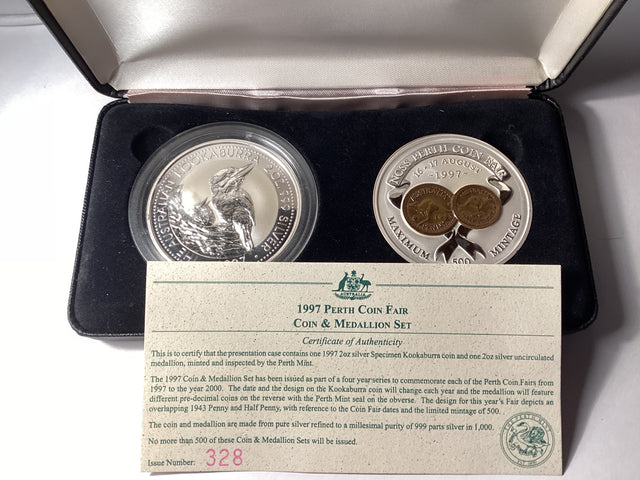 THE AUSTRALIAN KOOKABURRA 2 OZ 999 SILVER
PERTH COIN FAIR
16-17 AUGUST
-1997-
MAXIMUM 500 MINTAGE
AUSTRALIA
1997 PERTH COIN FAIR
COIN & MEDALLION SET
Certificate of Authenticity
This is to certify that the presentation case contains one 1997 2oz silver Specimen Kookaburra coin and one 2oz silver uncirculated
medallion, minted and inspected by the Perth Mint.
The 1997 Coin & Medallion Set has been issued as part of a four year series to commemorate each of the Perth Coin Fairs from
1997 to the year 2000. The date and the design on the Kookaburra coin will change each year and the medallion will feature
different pre-decimal coins on the reverse with the Perth Mint seal on the obverse. The design for this year's Fair depicts an
overlapping 1943 Penny and Half Penny, with reference to the Coin Fair dates and the limited mintage of 500.
The coin and medallion are made from pure silver refined to a millesimal purity of 999 parts silver in 1,000.
No more than 500 of these Coin & Medallion Sets will be issued.
Issue Number: 328